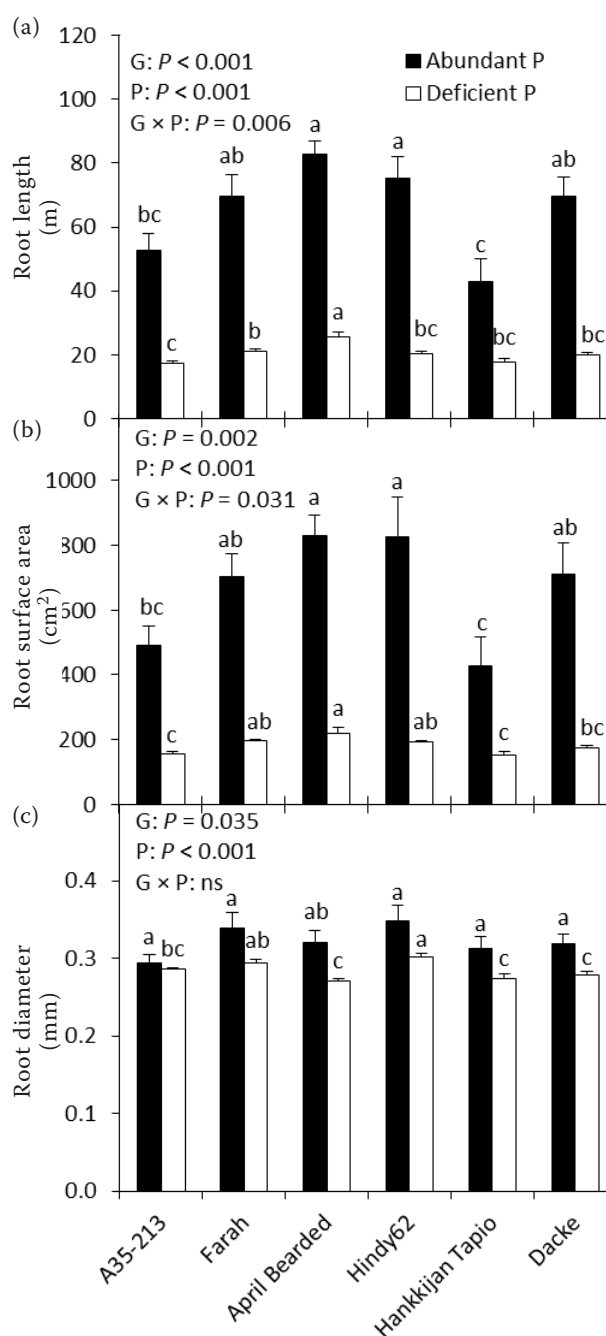 (a)
120
100
80
60
40
20
0
Root length
(m)
G: P < 0.001
P: P < 0.001
G × P: P = 0.006
Abundant P
Deficient P
bc
c
ab
b
a
a
a
bc
c
bc
ab
bc
(b)
1000
800
600
400
200
0
Root surface area
(cm²)
G: P = 0.002
P: P < 0.001
G × P: P = 0.031
bc
c
ab
ab
a
a
a
ab
c
c
ab
bc
(c)
0.4
0.3
0.2
0.1
0.0
Root diameter
(mm)
G: P = 0.035
P: P < 0.001
G × P: ns
a
bc
a
ab
ab
c
a
a
a
c
a
c
A35-213
Farah
April Bearded
Hindy62
Hankkijan Tapio
Dacke